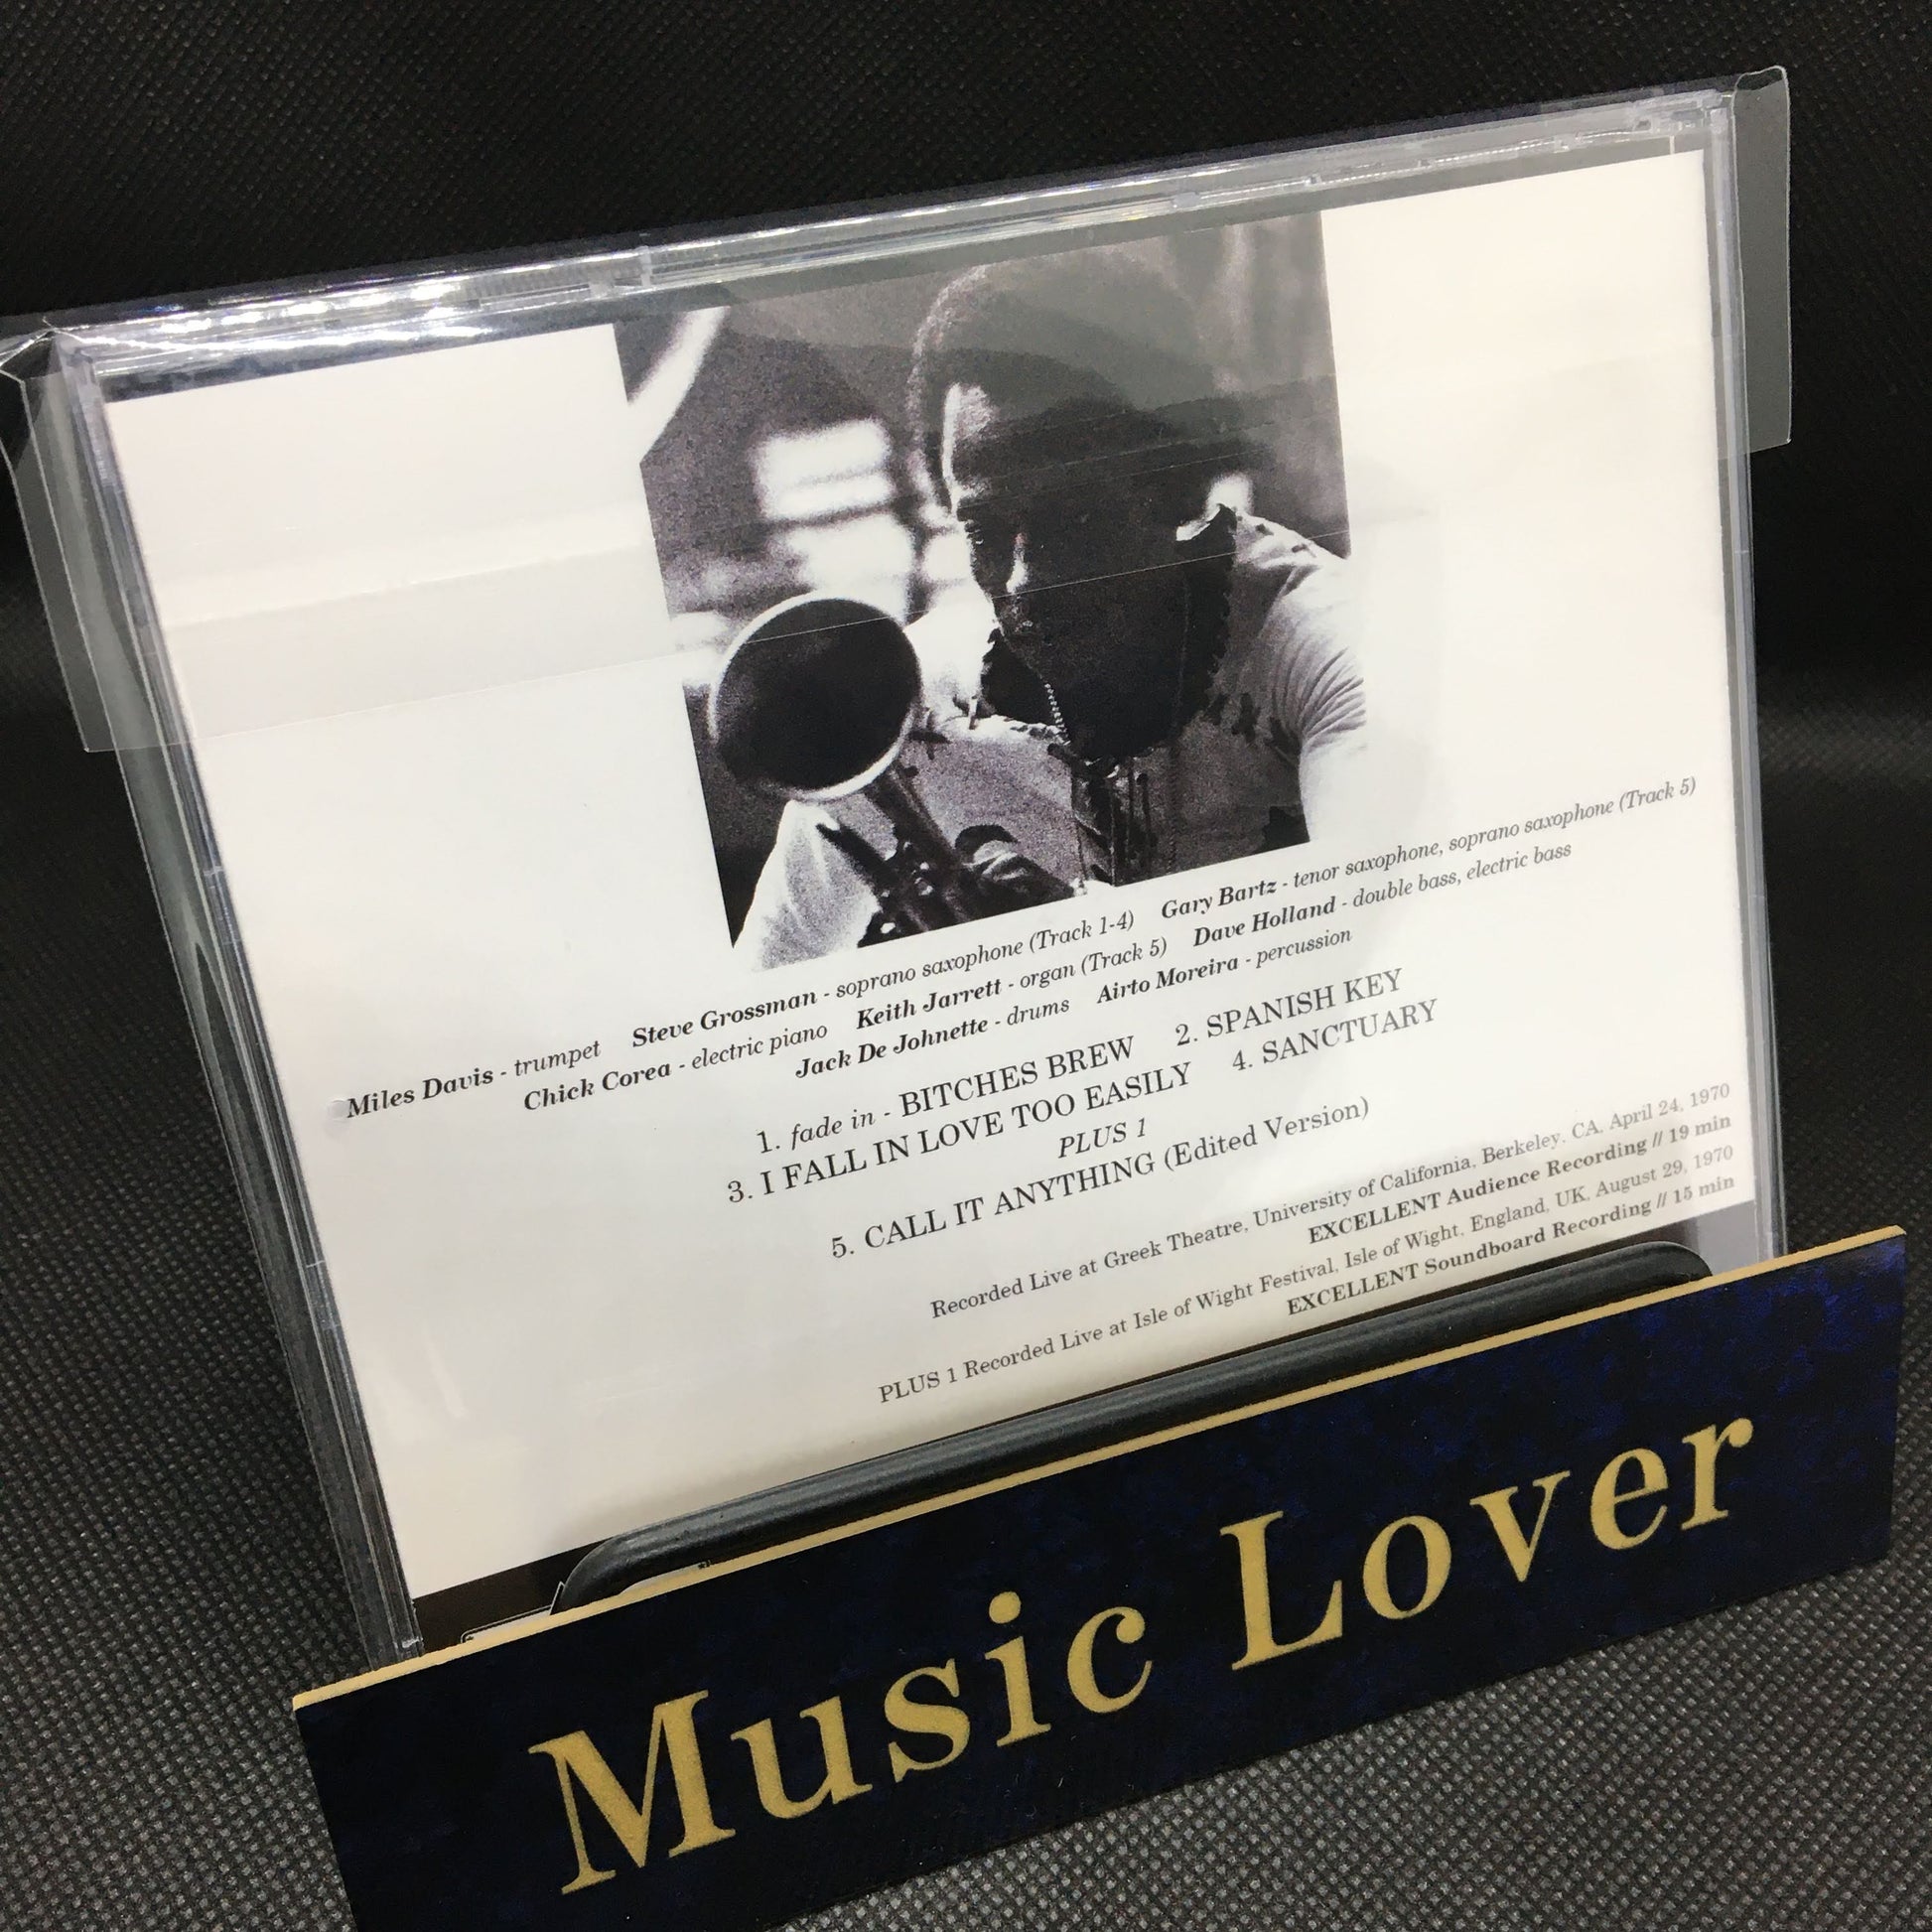 Miles Davis - trumpet Steve Grossman - soprano saxophone (Track 1-4) Gary Bartz - tenor saxophone, soprano saxophone (Track 5)
Chick Corea - electric piano Keith Jarrett - organ (Track 5) Dave Holland - double bass, electric bass
Jack De Johnette - drums Airto Moreira - percussion
1. fade in - BITCHES BREW 2. SPANISH KEY
3. I FALL IN LOVE TOO EASILY 4. SANCTUARY
PLUS 1
5. CALL IT ANYTHING (Edited Version)
Recorded Live at Greek Theatre, University of California, Berkeley. CA. April 24, 1970
EXCELLENT Audience Recording // 19 min
PLUS 1 Recorded Live at Isle of Wight Festival, Isle of Wight, England, UK, August 29, 1970
EXCELLENT Soundboard Recording // 15 min
Music Lover